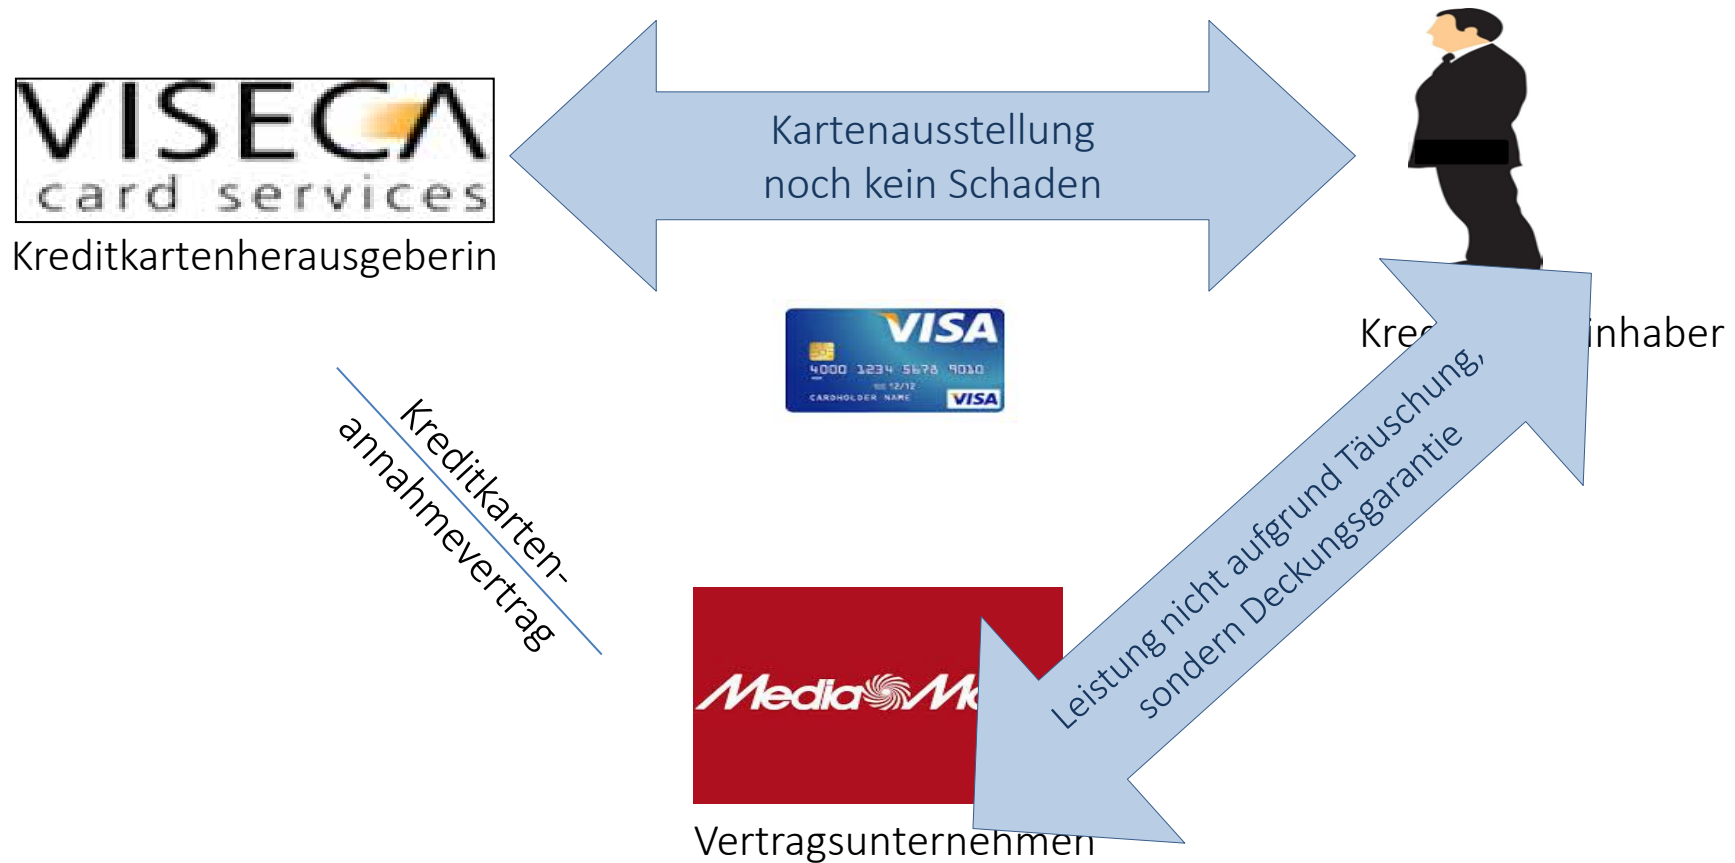 VISECA
card services
Kreditkartenherausgeberin
Kartenausstellung
noch kein Schaden
VISA
4000 1234 5678 9010
12/12
CARDHOLDER NAME
VISA
inhaber
Kreditkarten-
annahmevertrag
Leistung nicht aufgrund Täuschung,
sondern Deckungsgarantie
Media
Vertragsunternehmen